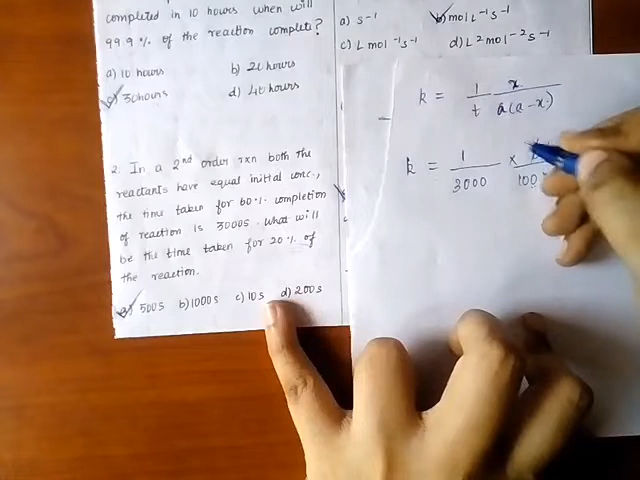 completed in 10 hours when will
99.9% of the reaction complete?
a) 10 hours
b) 20 hours
c) 30 hours
d) 40 hours
2. In a 2nd order rxn both the
reactants have equal initial conc.,
the time taken for 60% completion
of reaction is 3000s. What will
be the time taken for 20% of
the reaction.
a) 500s b) 1000s c) 10s d) 200s
a) s⁻¹
b) mol L⁻¹ s⁻¹
c) L mol⁻¹ s⁻¹
d) L² mol⁻² s⁻¹
k = 1/t x/a(a-x)
k = 1/3000 ×
100